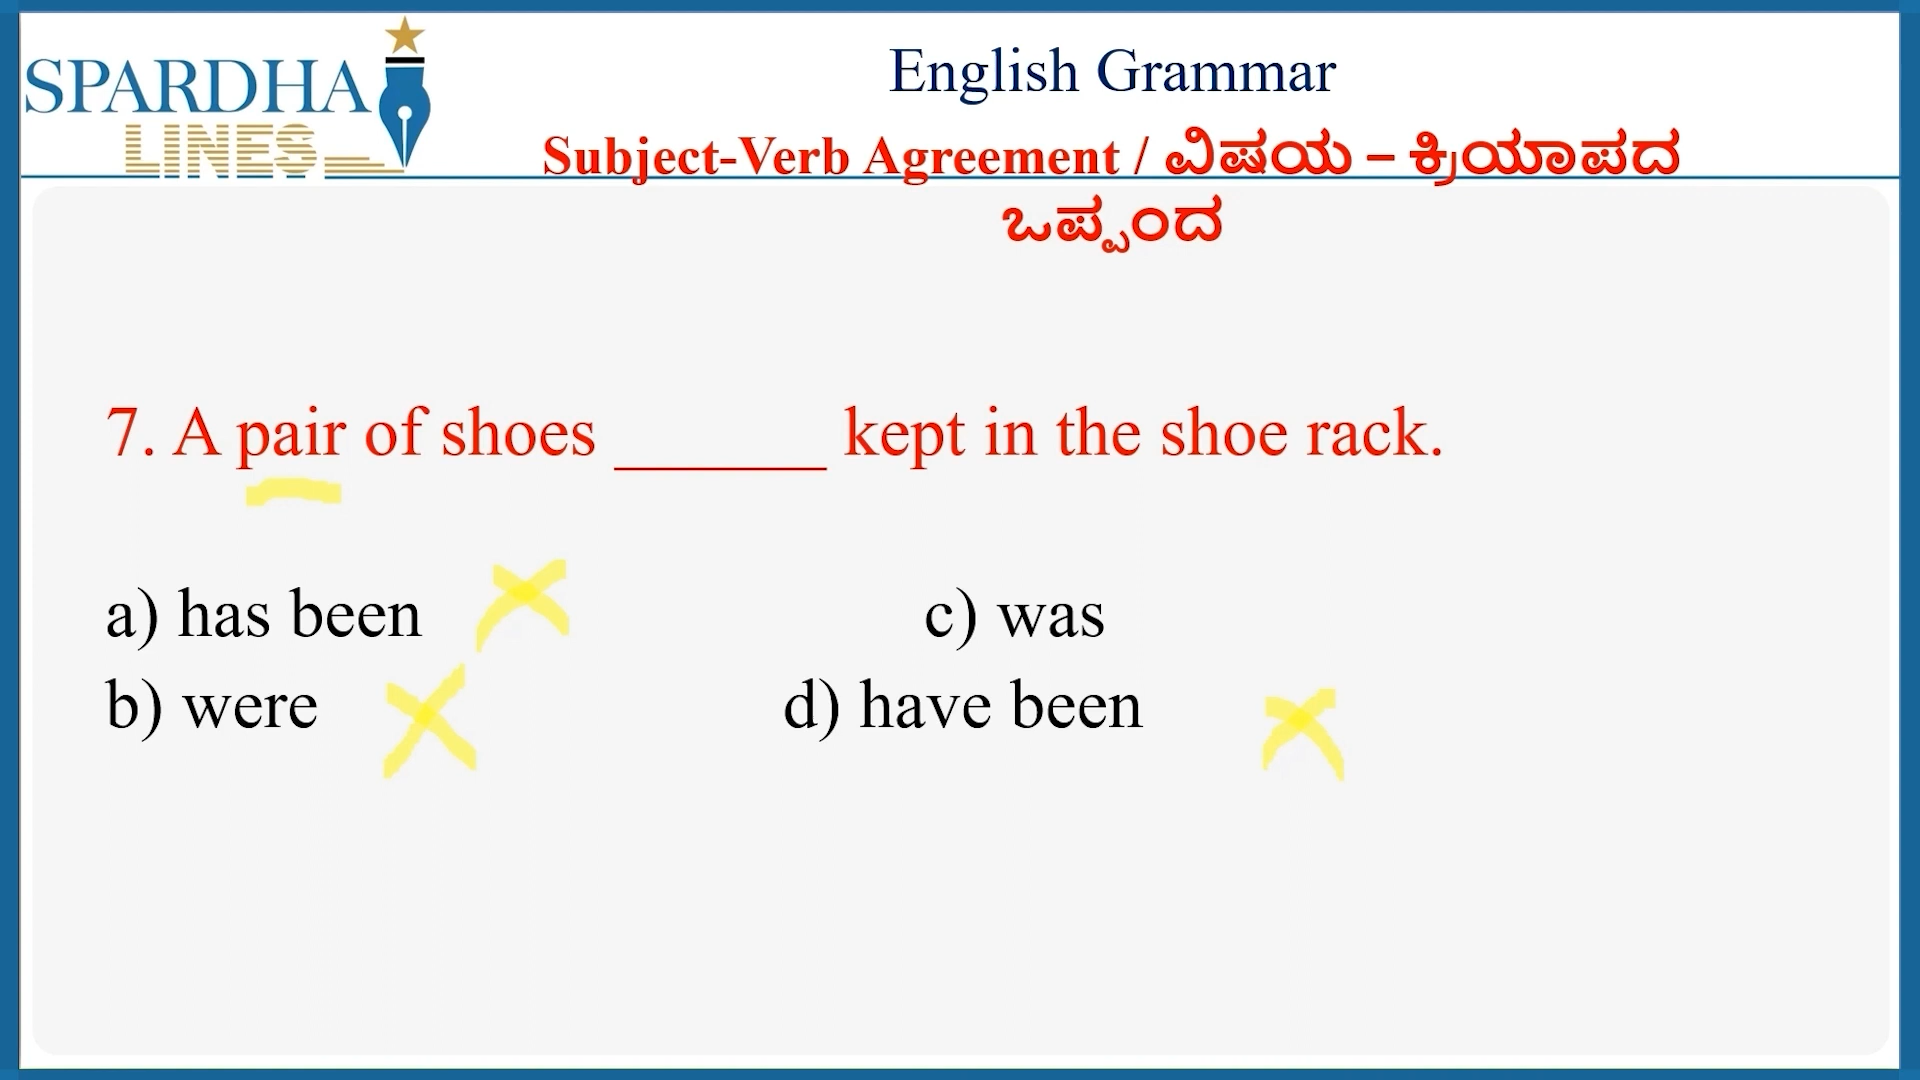 SPARDHA
LINES
English Grammar
Subject-Verb Agreement / ವಿಷಯ – ಕ್ರಿಯಾಪದ
ಒಪ್ಪಂದ
7. A pair of shoes ______ kept in the shoe rack.
a) has been
c) was
b) were
d) have been